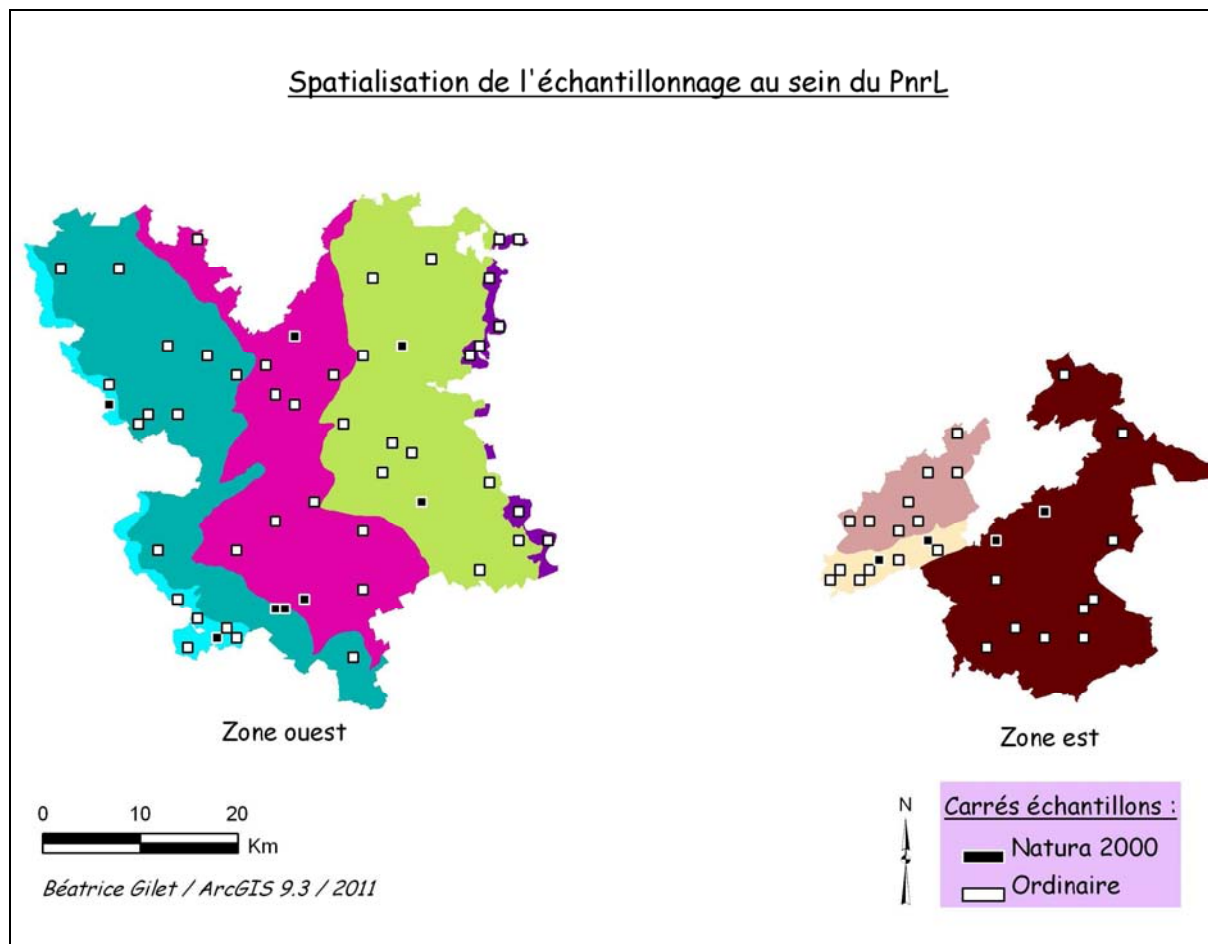 Spatialisation de l'échantillonnage au sein du PnrL
Zone ouest
Zone est
0 10 20
Km
Béatrice Gilet / ArcGIS 9.3 / 2011
N
Carrés échantillons :
Natura 2000
Ordinaire